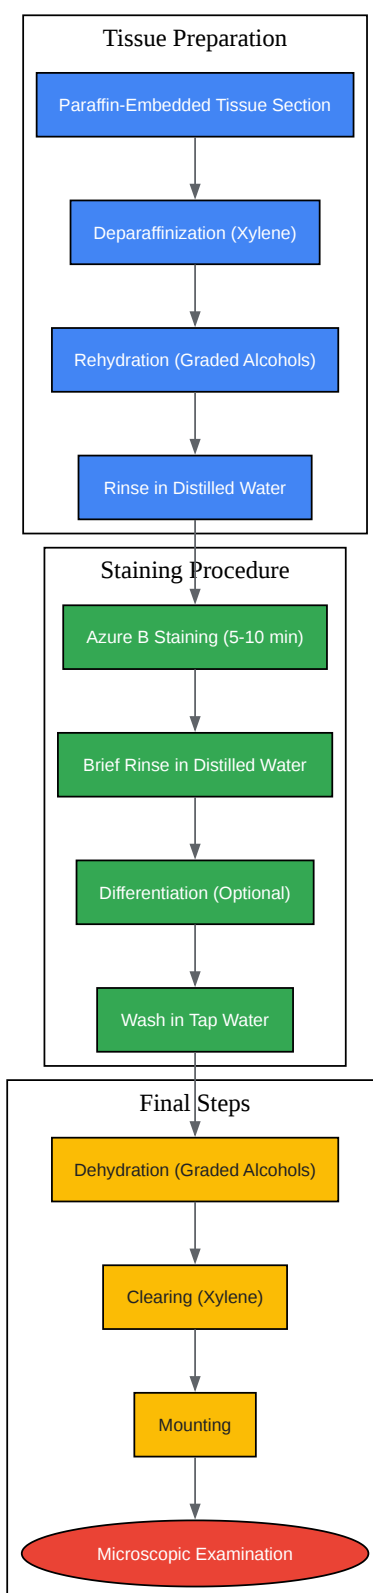 Tissue Preparation
Paraffin-Embedded Tissue Section
Deparaffinization (Xylene)
Rehydration (Graded Alcohols)
Rinse in Distilled Water
Staining Procedure
Azure B Staining (5-10 min)
Brief Rinse in Distilled Water
Differentiation (Optional)
Wash in Tap Water
Final Steps
Dehydration (Graded Alcohols)
Clearing (Xylene)
Mounting
Microscopic Examination